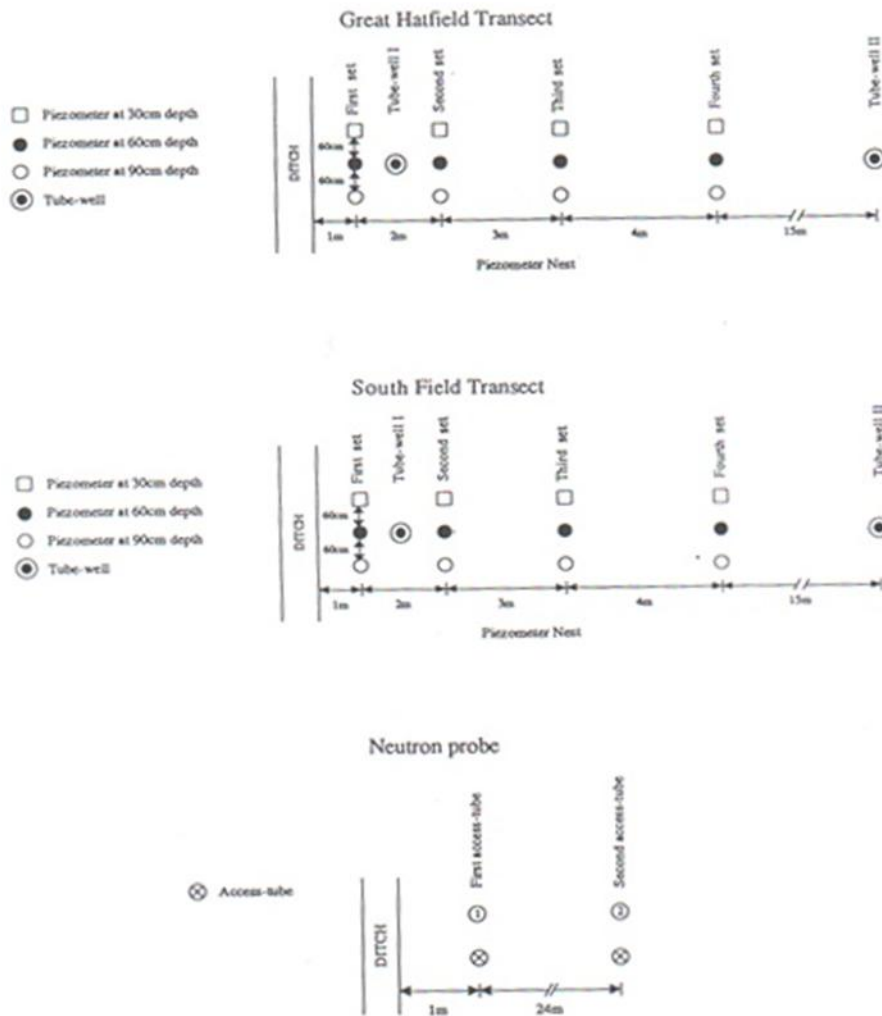 Great Hatfield Transect
Piezometer at 30cm depth
Piezometer at 60cm depth
Piezometer at 90cm depth
Tube-well
DITCH
First set
Tube-well I
Second set
Third set
Fourth set
Tube-well II
60cm
60cm
1m
2m
3m
4m
15m
Piezometer Nest
South Field Transect
Piezometer at 30cm depth
Piezometer at 60cm depth
Piezometer at 90cm depth
Tube-well
DITCH
First set
Tube-well I
Second set
Third set
Fourth set
Tube-well II
60cm
60cm
1m
2m
3m
4m
15m
Piezometer Nest
Neutron probe
Access-tube
DITCH
First access-tube
Second access-tube
1
2
1m
24m